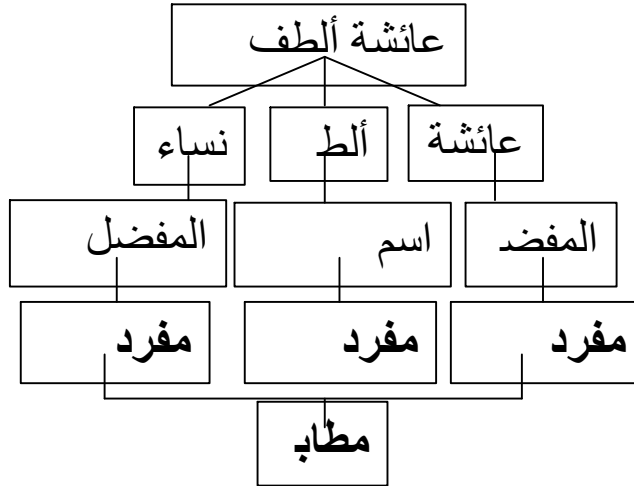 عائشة ألطف
عائشة ألط نساء
المفضـ اسم المفضل
مفرد مفرد مفرد
مطابـ